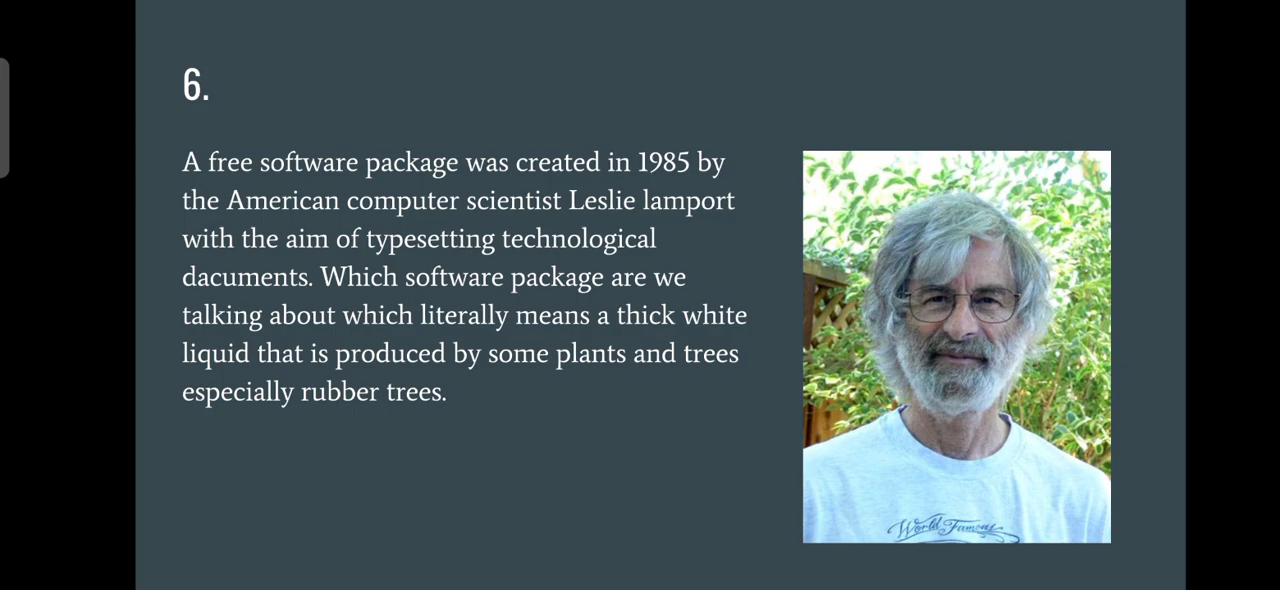 6.
A free software package was created in 1985 by
the American computer scientist Leslie lamport
with the aim of typesetting technological
dacuments. Which software package are we
talking about which literally means a thick white
liquid that is produced by some plants and trees
especially rubber trees.
World Famous